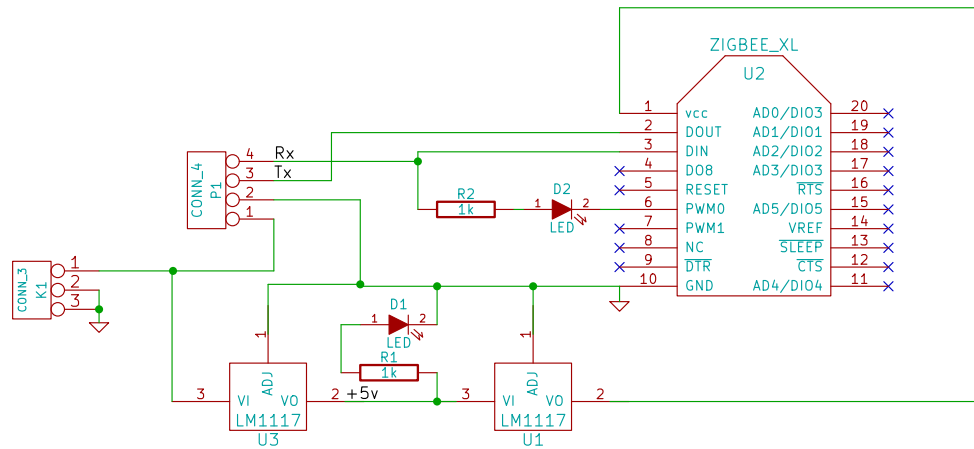 ZIGBEE_XL
U2
1 vcc AD0/DIO3 20
2 DOUT AD1/DIO1 19
3 DIN AD2/DIO2 18
4 DO8 AD3/DIO3 17
5 RESET RTS 16
6 PWM0 AD5/DIO5 15
7 PWM1 VREF 14
8 NC SLEEP 13
9 DTR CTS 12
10 GND AD4/DIO4 11
CONN_4
P1
4 Rx
3 Tx
2
1
R2
1k
D2
1 2
LED
CONN_3
K1
1
2
3
D1
1 2
LED
R1
1k
1
ADJ
3 VI VO 2 +5v
LM1117
U3
1
ADJ
3 VI VO 2
LM1117
U1